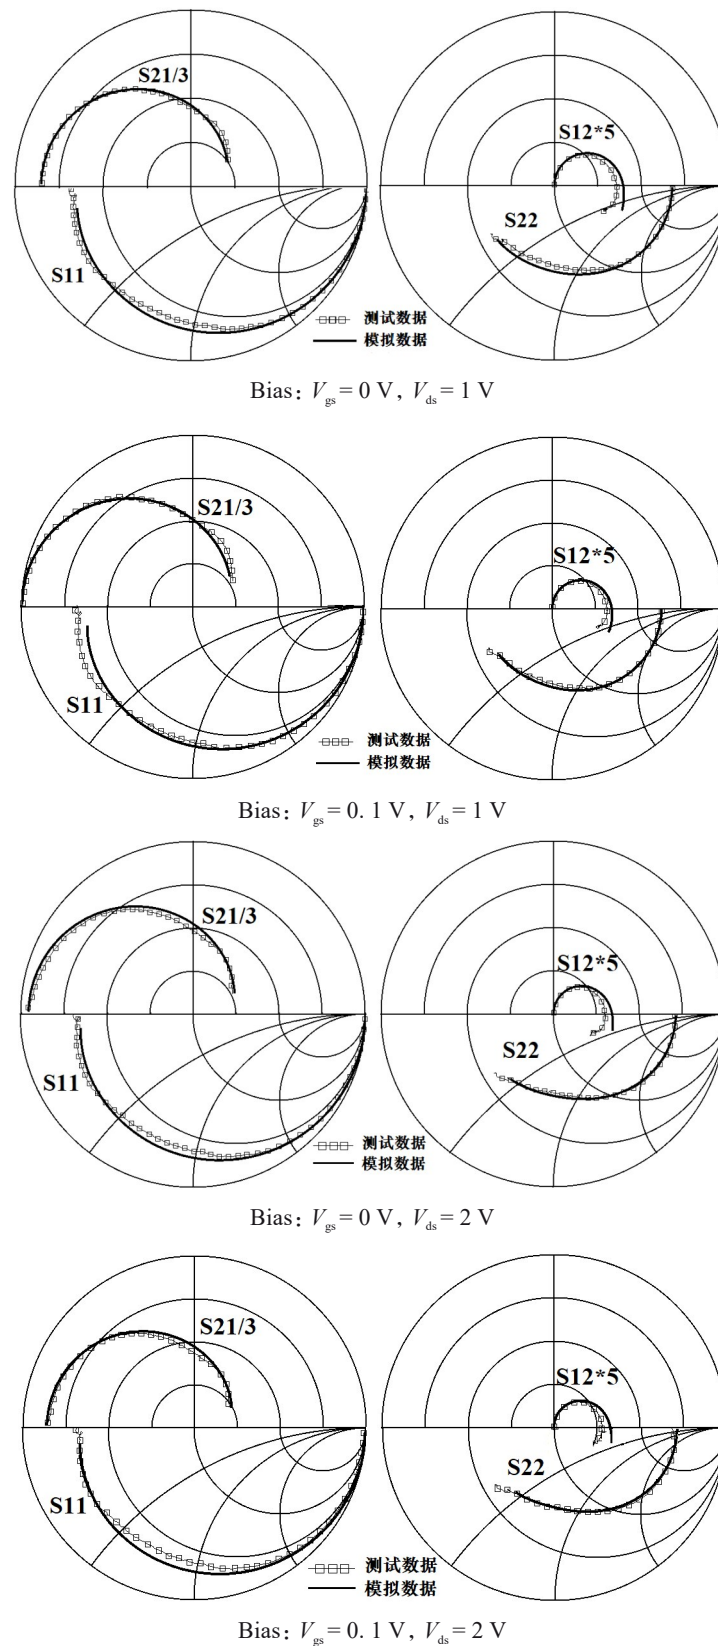 S21/3
S12*5
S22
S11
测试数据
模拟数据
Bias: Vgs = 0 V, Vds = 1 V
S21/3
S12*5
S11
测试数据
模拟数据
Bias: Vgs = 0. 1 V, Vds = 1 V
S21/3
S12*5
S22
S11
测试数据
模拟数据
Bias: Vgs = 0 V, Vds = 2 V
S21/3
S12*5
S22
S11
测试数据
模拟数据
Bias: Vgs = 0. 1 V, Vds = 2 V